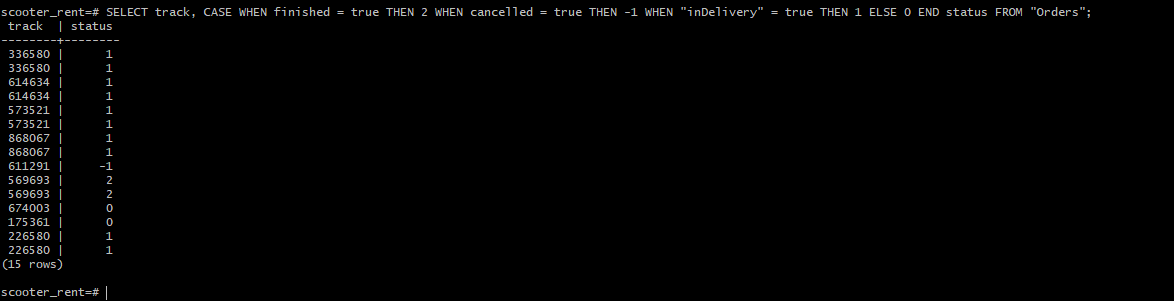 scooter_rent=# SELECT track, CASE WHEN finished = true THEN 2 WHEN cancelled = true THEN -1 WHEN "inDelivery" = true THEN 1 ELSE 0 END status FROM "Orders";
 track  | status
--------+--------
 336580 |      1
 336580 |      1
 614634 |      1
 614634 |      1
 573521 |      1
 573521 |      1
 868067 |      1
 868067 |      1
 611291 |     -1
 569693 |      2
 569693 |      2
 674003 |      0
 175361 |      0
 226580 |      1
 226580 |      1
(15 rows)
scooter_rent=#